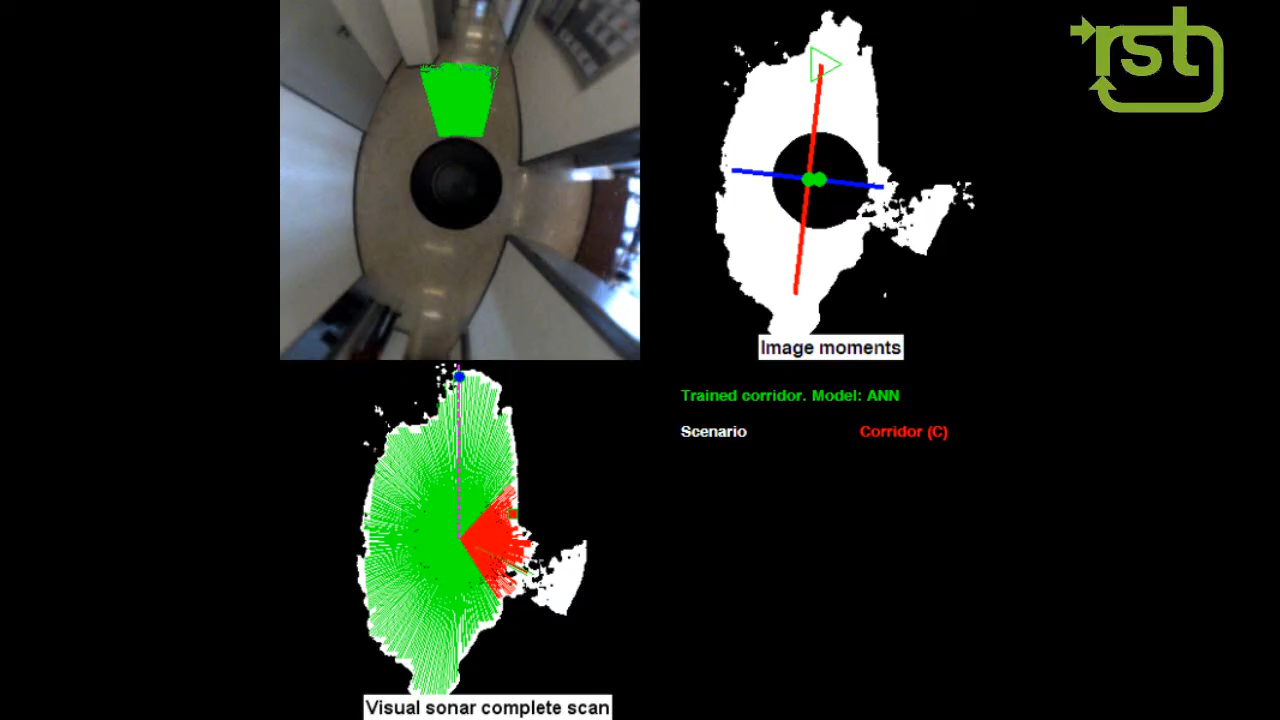 rst
Image moments
Trained corridor. Model: ANN
Scenario
Corridor (C)
Visual sonar complete scan